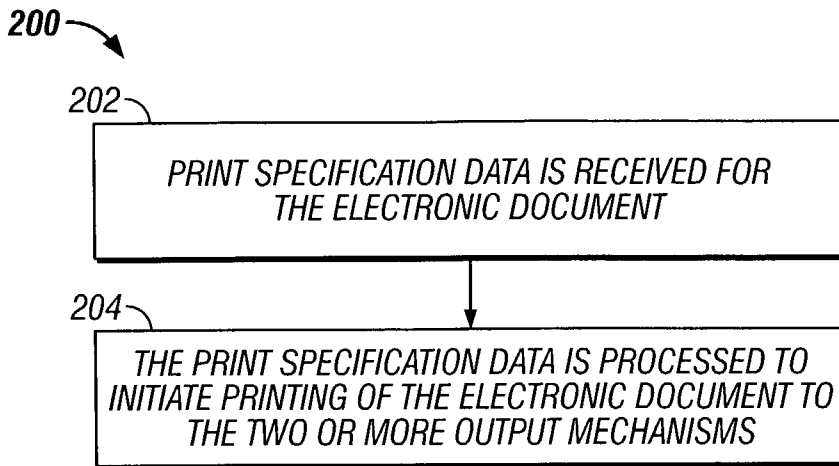 200
202
PRINT SPECIFICATION DATA IS RECEIVED FOR
THE ELECTRONIC DOCUMENT
204
THE PRINT SPECIFICATION DATA IS PROCESSED TO
INITIATE PRINTING OF THE ELECTRONIC DOCUMENT TO
THE TWO OR MORE OUTPUT MECHANISMS